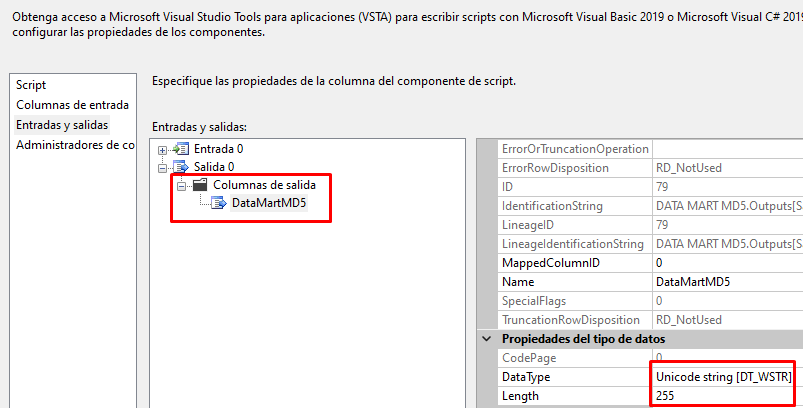 Obtenga acceso a Microsoft Visual Studio Tools para aplicaciones (VSTA) para escribir scripts con Microsoft Visual Basic 2019 o Microsoft Visual C# 2019
configurar las propiedades de los componentes.
Script
Columnas de entrada
Entradas y salidas
Administradores de co
Especifique las propiedades de la columna del componente de script.
Entradas y salidas:
Entrada 0
Salida 0
Columnas de salida
DataMartMD5
ErrorOrTruncationOperation
ErrorRowDisposition RD_NotUsed
ID 79
IdentificationString DATA MART MD5.Outputs[S
LineageID 79
LineageIdentificationString DATA MART MD5.Outputs[S
MappedColumnID 0
Name DataMartMD5
SpecialFlags 0
TruncationRowDisposition RD_NotUsed
Propiedades del tipo de datos
CodePage 0
DataType Unicode string [DT_WSTR]
Length 255